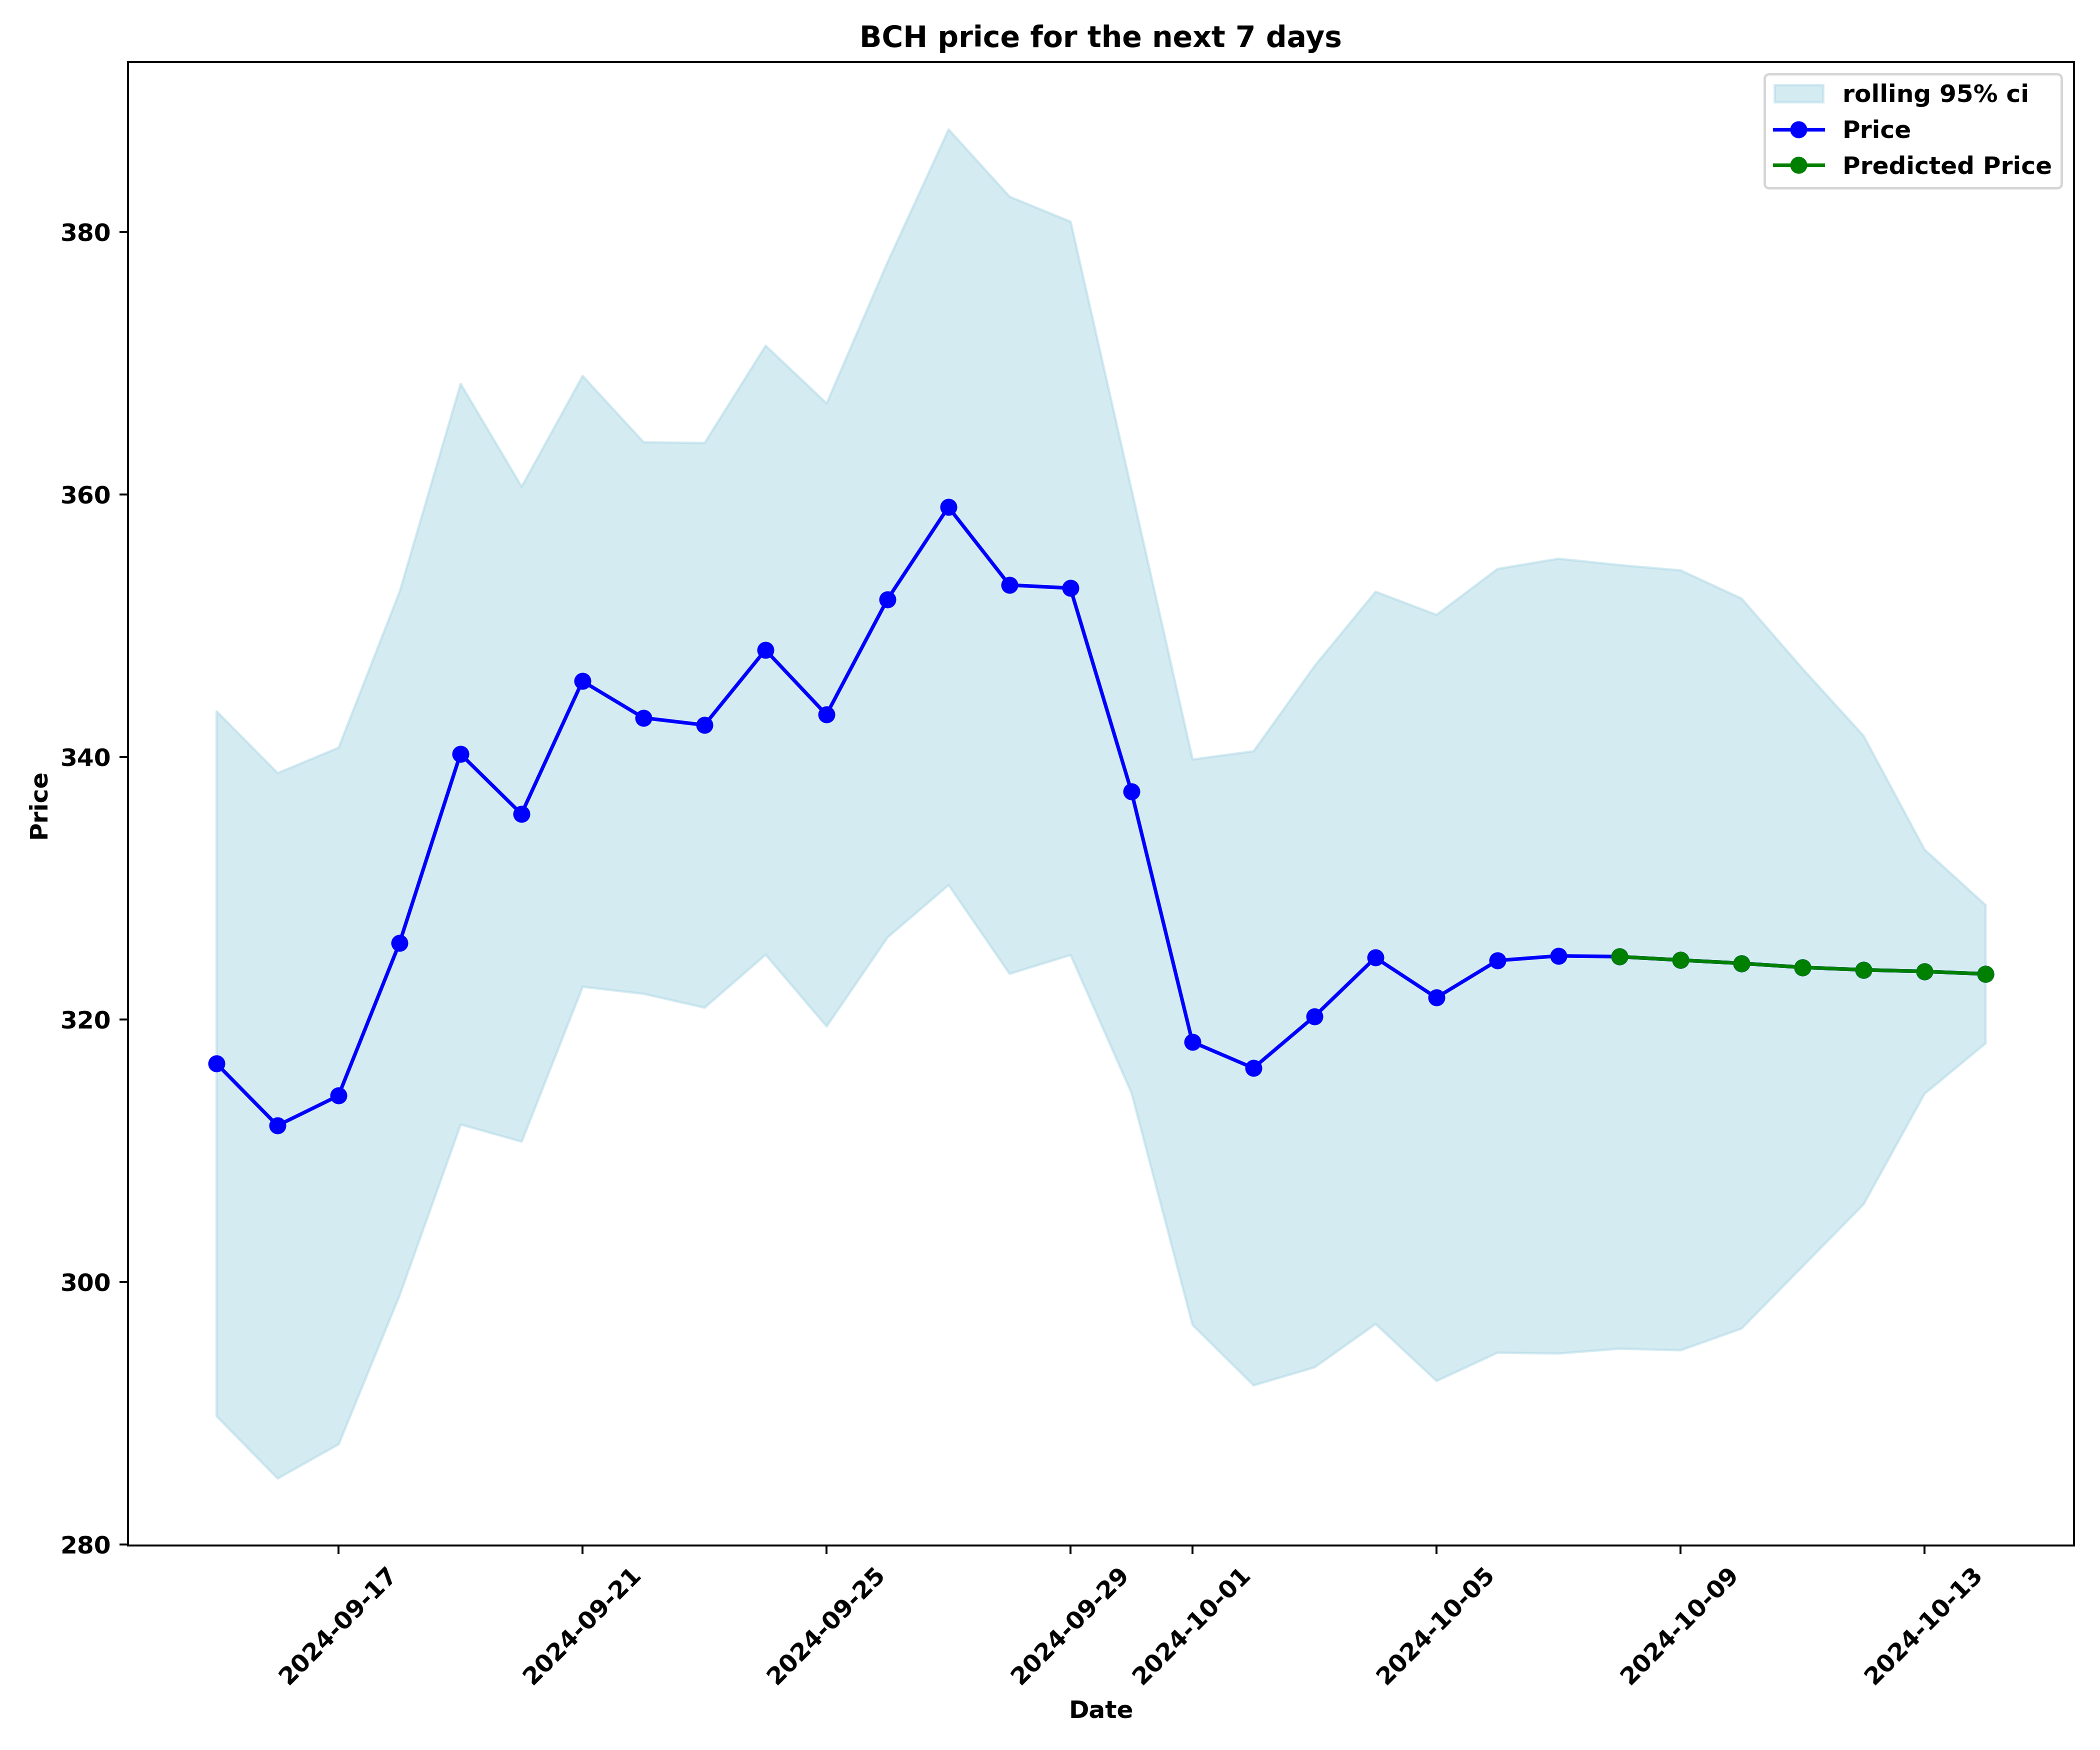 BCH price for the next 7 days
rolling 95% ci
Price
Predicted Price
380
360
340
320
300
280
Price
2024-09-17
2024-09-21
2024-09-25
2024-09-29
2024-10-01
2024-10-05
2024-10-09
2024-10-13
Date